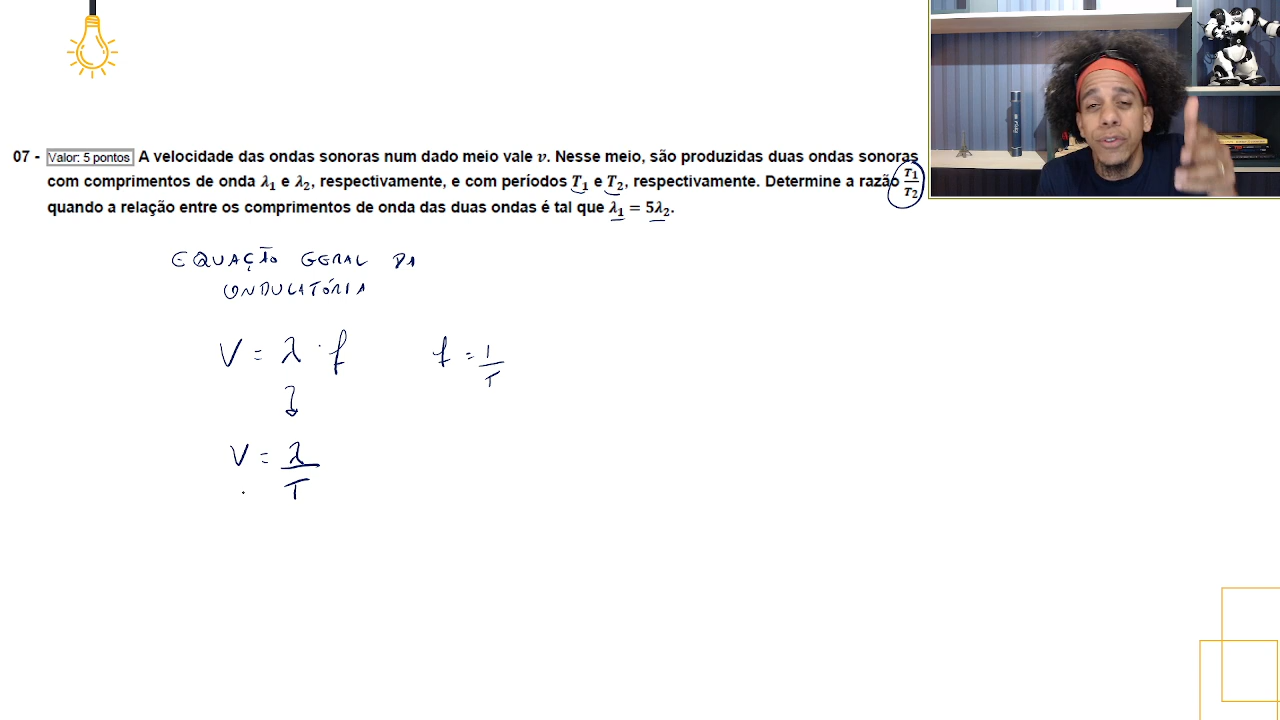 07 - Valor: 5 pontos A velocidade das ondas sonoras num dado meio vale v. Nesse meio, são produzidas duas ondas sonoras
com comprimentos de onda λ₁ e λ₂, respectivamente, e com períodos T₁ e T₂, respectivamente. Determine a razão T₁/T₂
quando a relação entre os comprimentos de onda das duas ondas é tal que λ₁ = 5λ₂.
EQUAÇÃO GERAL DA
ONDULATÓRIA
V = λ · f
f = 1/T
V = λ/T